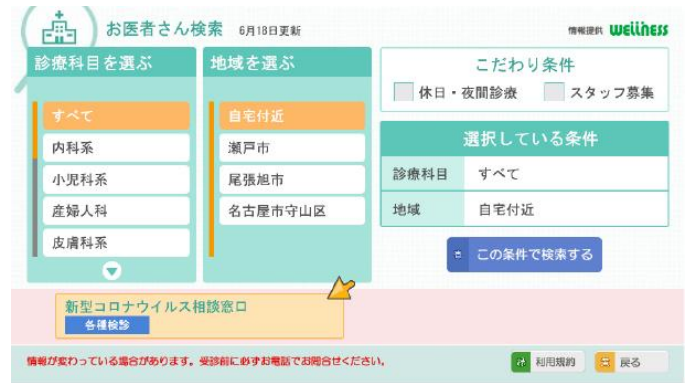 お医者さん検索 6月18日更新
情報提供 wellness
診療科目を選ぶ
すべて
内科系
小児科系
産婦人科
皮膚科系
地域を選ぶ
自宅付近
瀬戸市
尾張旭市
名古屋市守山区
こだわり条件
休日・夜間診療 スタッフ募集
選択している条件
診療科目 すべて
地域 自宅付近
この条件で検索する
新型コロナウイルス相談窓口
各種検診
情報が変わっている場合があります。受診前に必ずお電話でお問合せください。
利用規約 戻る